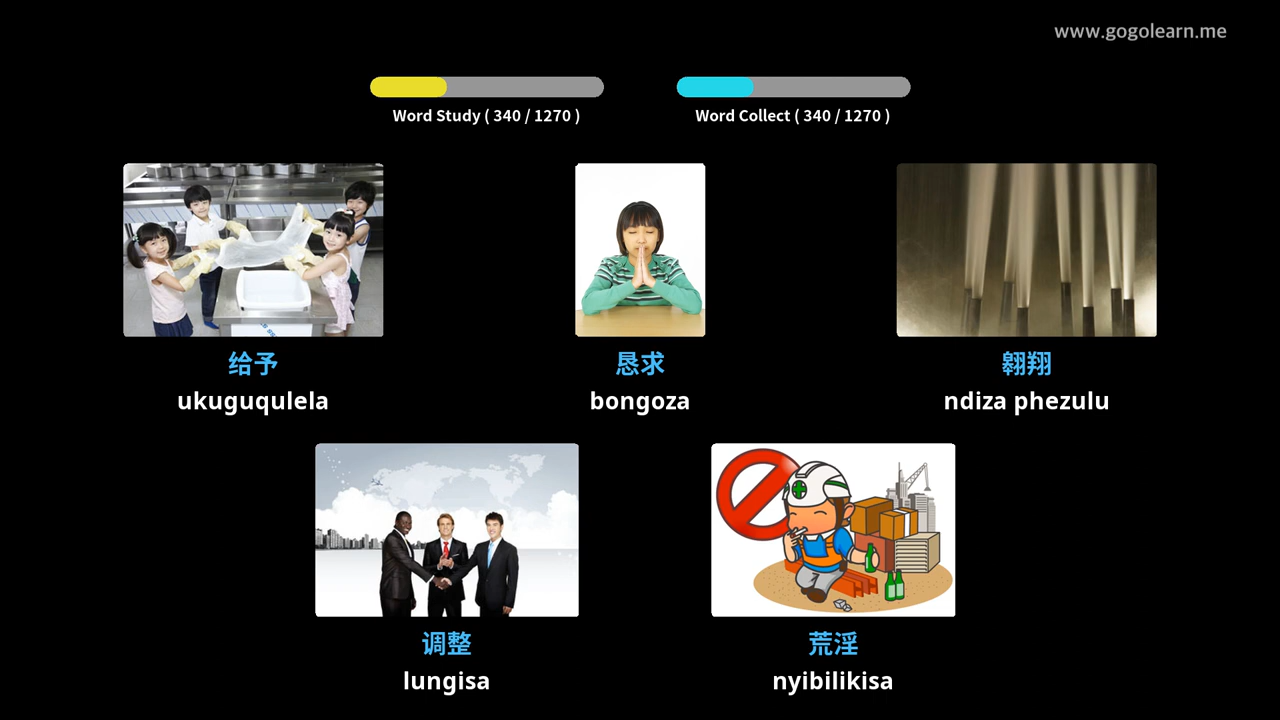 www.gogolearn.me
Word Study ( 340 / 1270 )
Word Collect ( 340 / 1270 )
给予
ukuguqulela
恳求
bongoza
翱翔
ndiza phezulu
调整
lungisa
荒淫
nyibilikisa